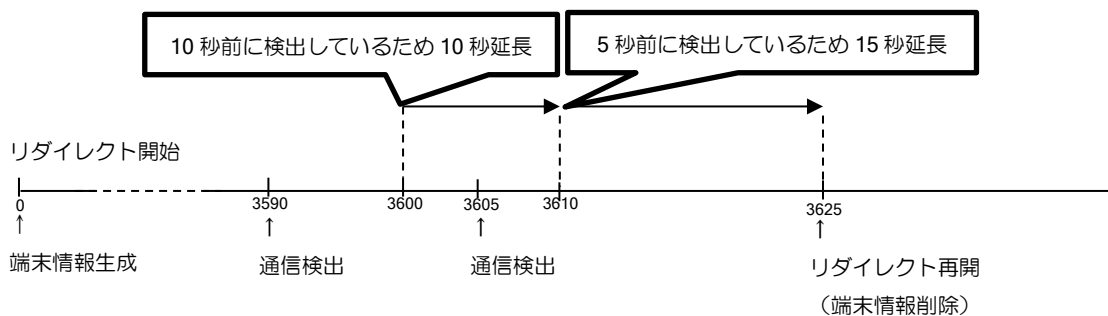 10 秒前に検出しているため 10 秒延長
5 秒前に検出しているため 15 秒延長
リダイレクト開始
0
3590
3600
3605
3610
3625
↑
↑
↑
↑
端末情報生成
通信検出
通信検出
リダイレクト再開
（端末情報削除）